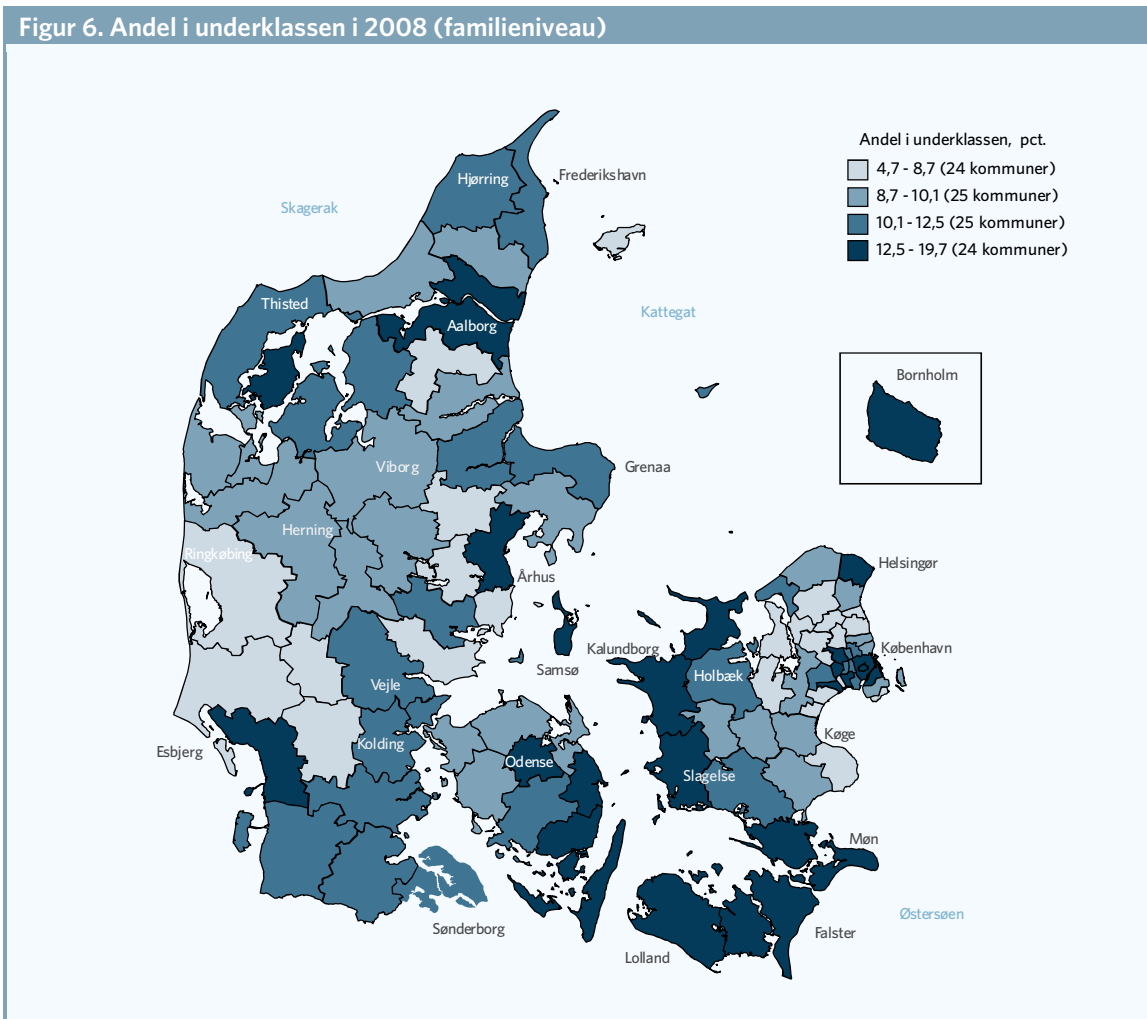 Figur 6. Andel i underklassen i 2008 (familieniveau)
Andel i underklassen, pct.
4,7 - 8,7 (24 kommuner)
8,7 - 10,1 (25 kommuner)
10,1 - 12,5 (25 kommuner)
12,5 - 19,7 (24 kommuner)
Hjørring
Frederikshavn
Skagerak
Thisted
Kattegat
Aalborg
Bornholm
Viborg
Grenaa
Herning
Ringkøbing
Helsingør
Århus
Kalundborg
København
Samsø
Holbæk
Vejle
Køge
Kolding
Esbjerg
Odense
Slagelse
Møn
Østersøen
Sønderborg
Falster
Lolland